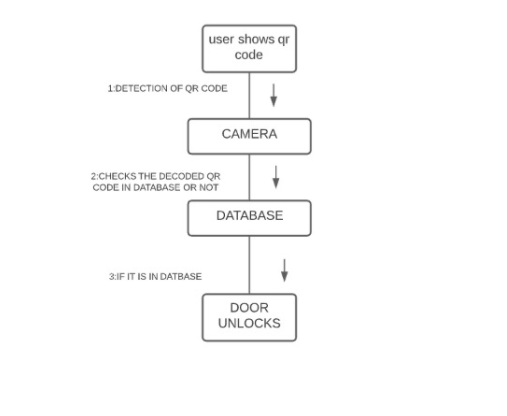 user shows qr
code
1:DETECTION OF QR CODE
CAMERA
2:CHECKS THE DECODED QR
CODE IN DATABASE OR NOT
DATABASE
3:IF IT IS IN DATBASE
DOOR
UNLOCKS